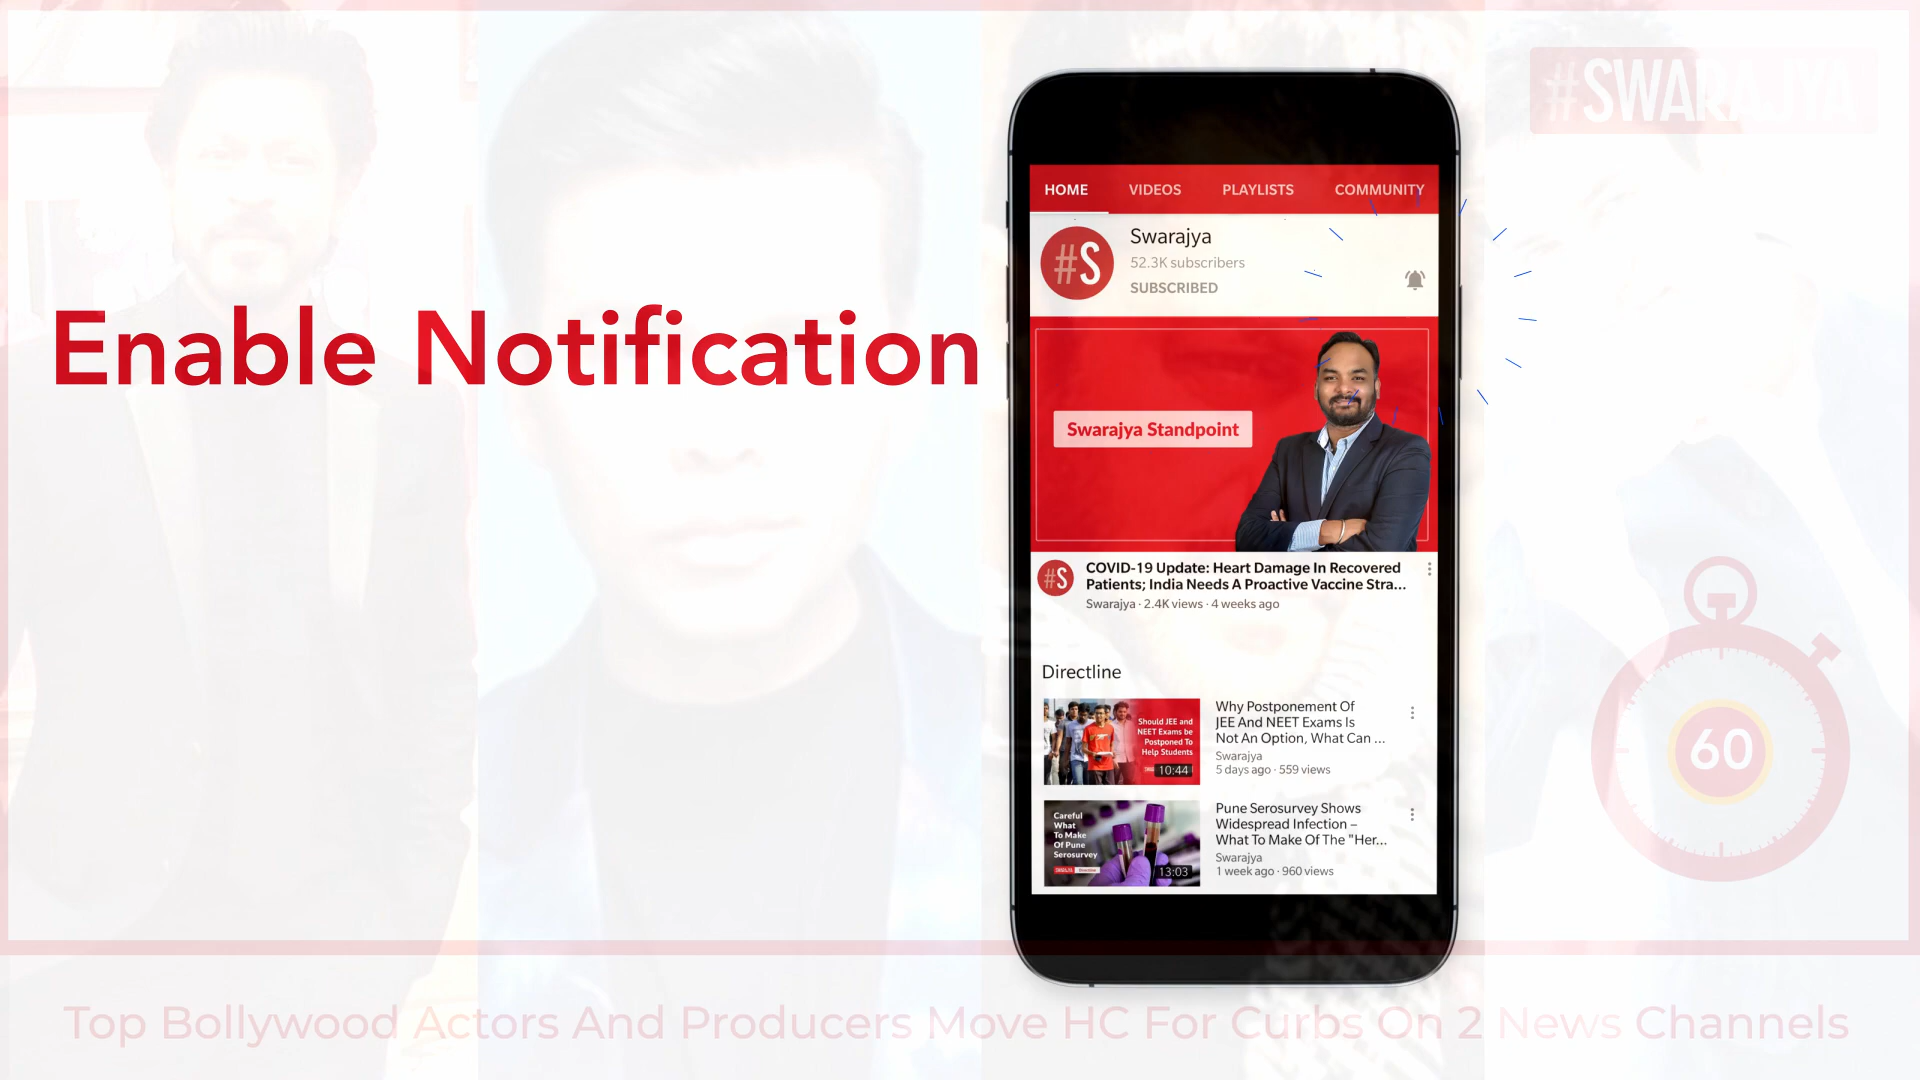 #SWARAJYA
Enable Notification
HOME VIDEOS PLAYLISTS COMMUNITY
#S
Swarajya
52.3K subscribers
SUBSCRIBED
Swarajya Standpoint
#S
COVID-19 Update: Heart Damage In Recovered
Patients; India Needs A Proactive Vaccine Stra...
Swarajya · 2.4K views · 4 weeks ago
Directline
Should JEE and
NEET Exams be
Postponed To
Help Students
10:44
Why Postponement Of
JEE And NEET Exams Is
Not An Option, What Can ...
Swarajya
5 days ago · 559 views
Careful
What
To Make
Of Pune
Serosurvey
13:03
Pune Serosurvey Shows
Widespread Infection –
What To Make Of The "Her...
Swarajya
1 week ago · 960 views
60
Top Bollywood Actors And Producers Move HC For Curbs On 2 News Channels